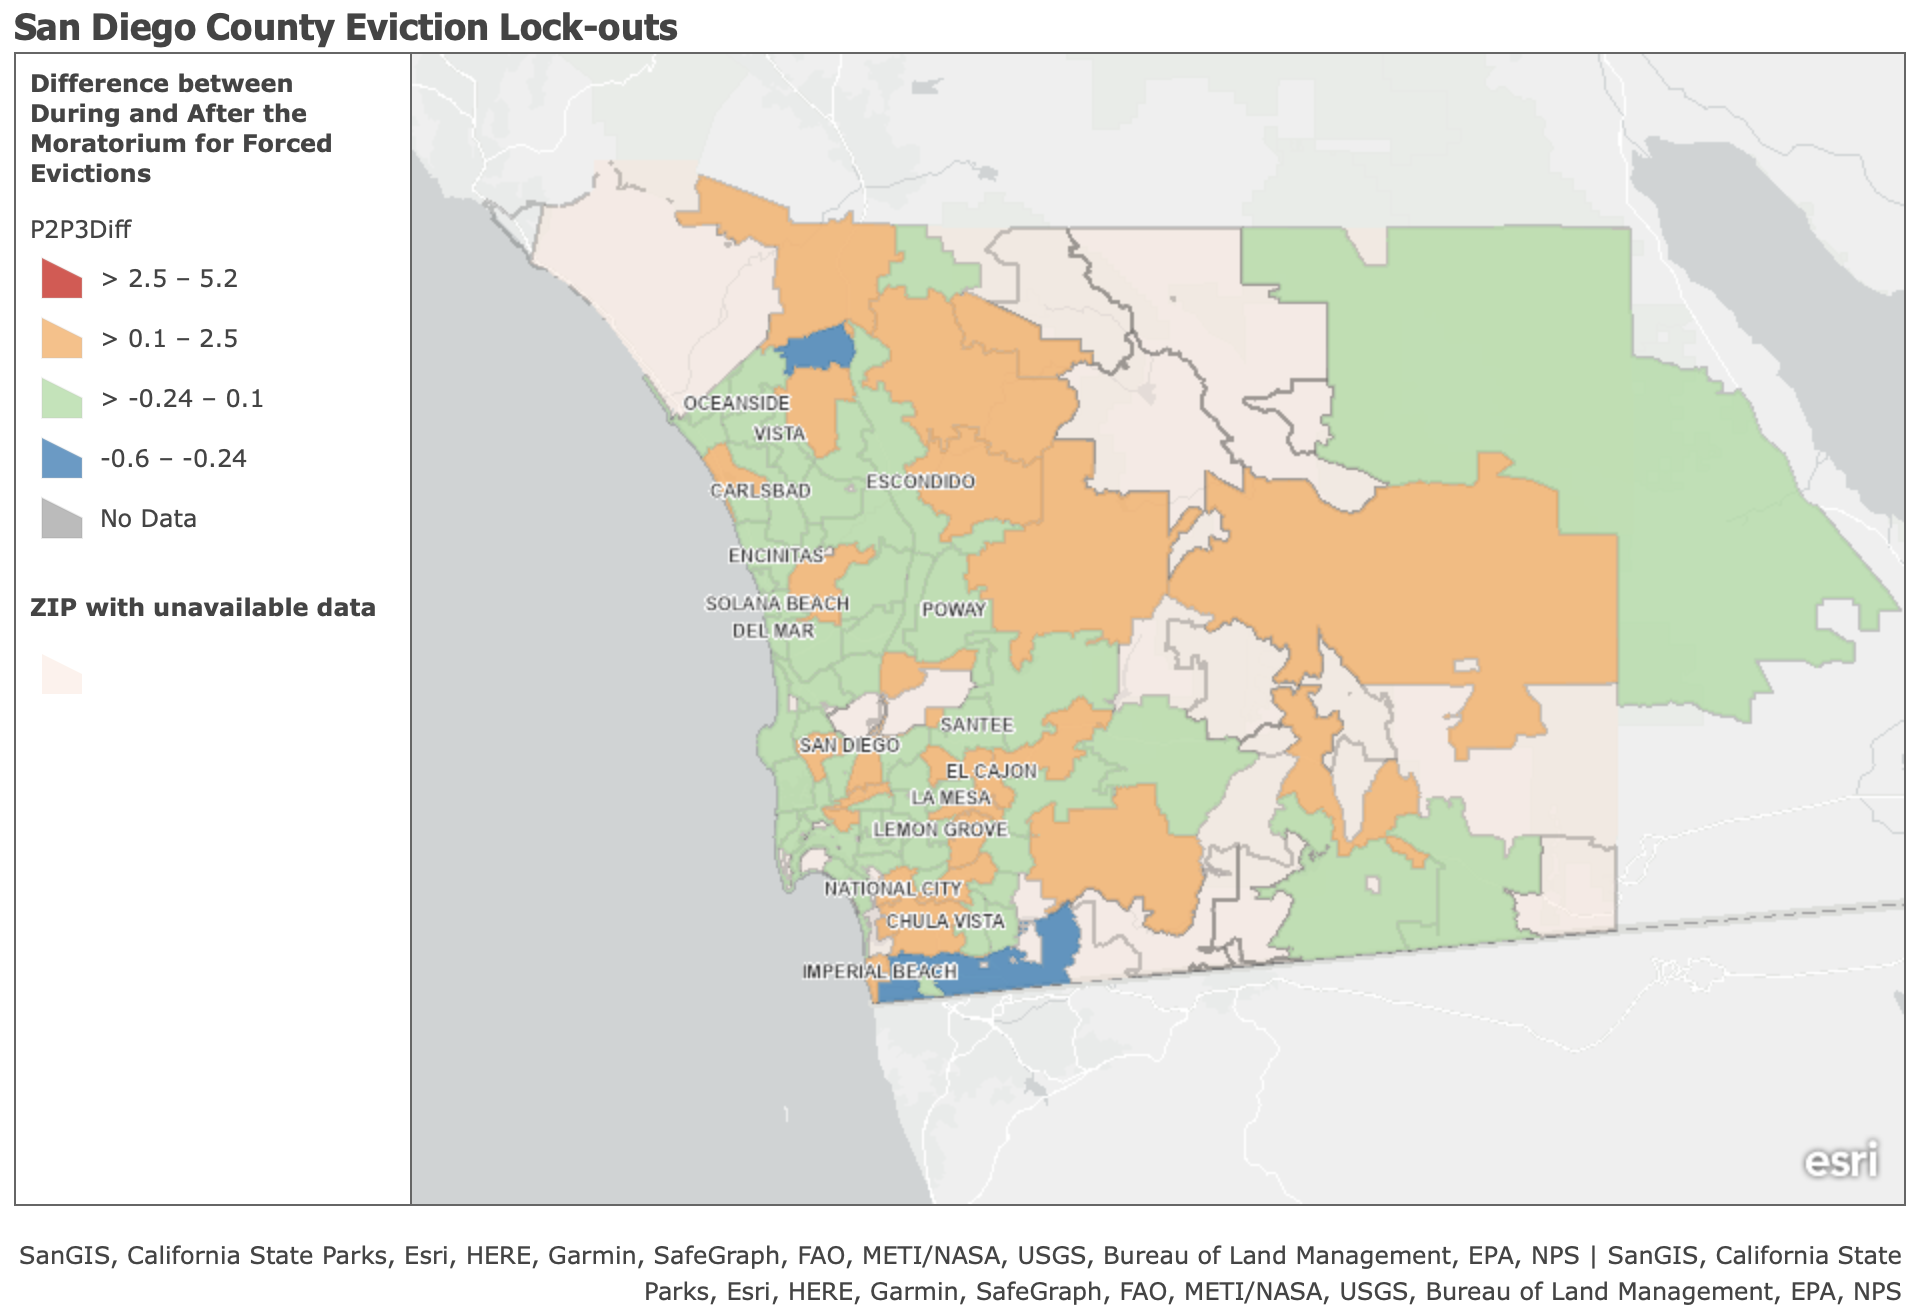 San Diego County Eviction Lock-outs
Difference between
During and After the
Moratorium for Forced
Evictions
P2P3Diff
> 2.5 – 5.2
> 0.1 – 2.5
> -0.24 – 0.1
-0.6 – -0.24
No Data
ZIP with unavailable data
OCEANSIDE
VISTA
CARLSBAD
ESCONDIDO
ENCINITAS
SOLANA BEACH
POWAY
DEL MAR
SANTEE
SAN DIEGO
EL CAJON
LA MESA
LEMON GROVE
NATIONAL CITY
CHULA VISTA
IMPERIAL BEACH
esri
SanGIS, California State Parks, Esri, HERE, Garmin, SafeGraph, FAO, METI/NASA, USGS, Bureau of Land Management, EPA, NPS | SanGIS, California State
Parks, Esri, HERE, Garmin, SafeGraph, FAO, METI/NASA, USGS, Bureau of Land Management, EPA, NPS